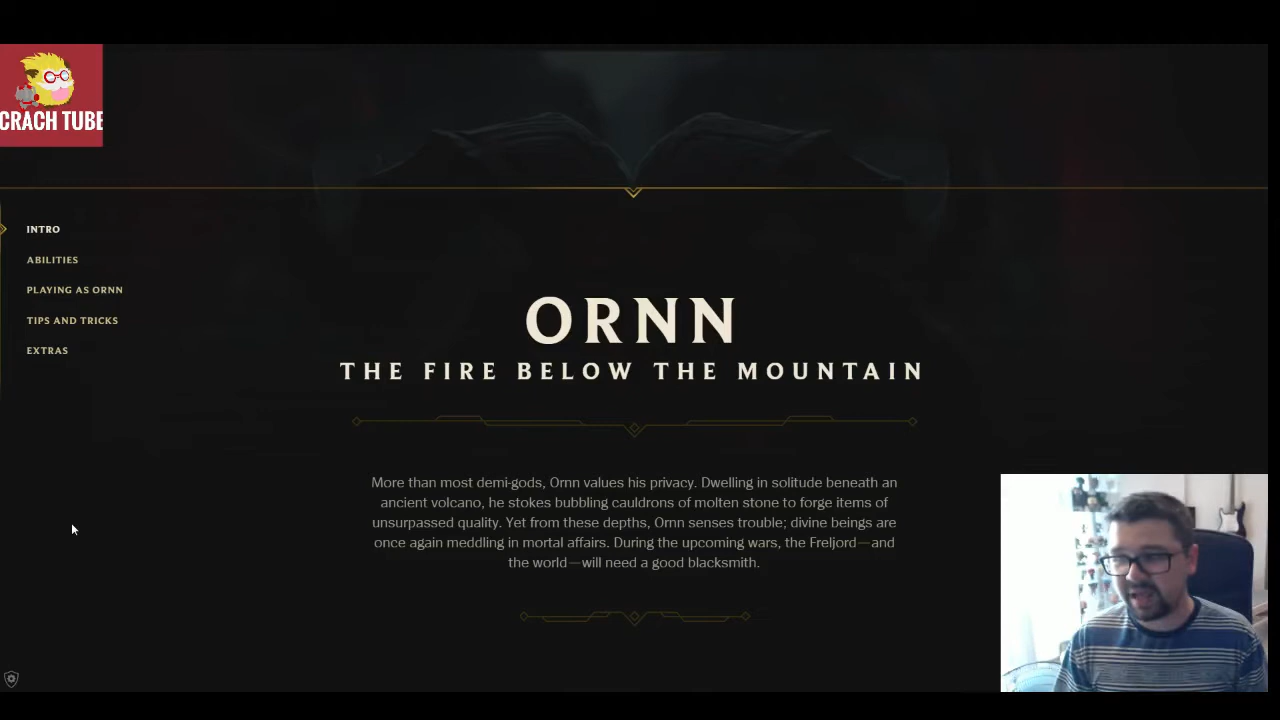 CRACH TUBE
INTRO
ABILITIES
PLAYING AS ORNN
TIPS AND TRICKS
EXTRAS
ORNN
THE FIRE BELOW THE MOUNTAIN
More than most demi-gods, Ornn values his privacy. Dwelling in solitude beneath an
ancient volcano, he stokes bubbling cauldrons of molten stone to forge items of
unsurpassed quality. Yet from these depths, Ornn senses trouble; divine beings are
once again meddling in mortal affairs. During the upcoming wars, the Freljord—and
the world—will need a good blacksmith.